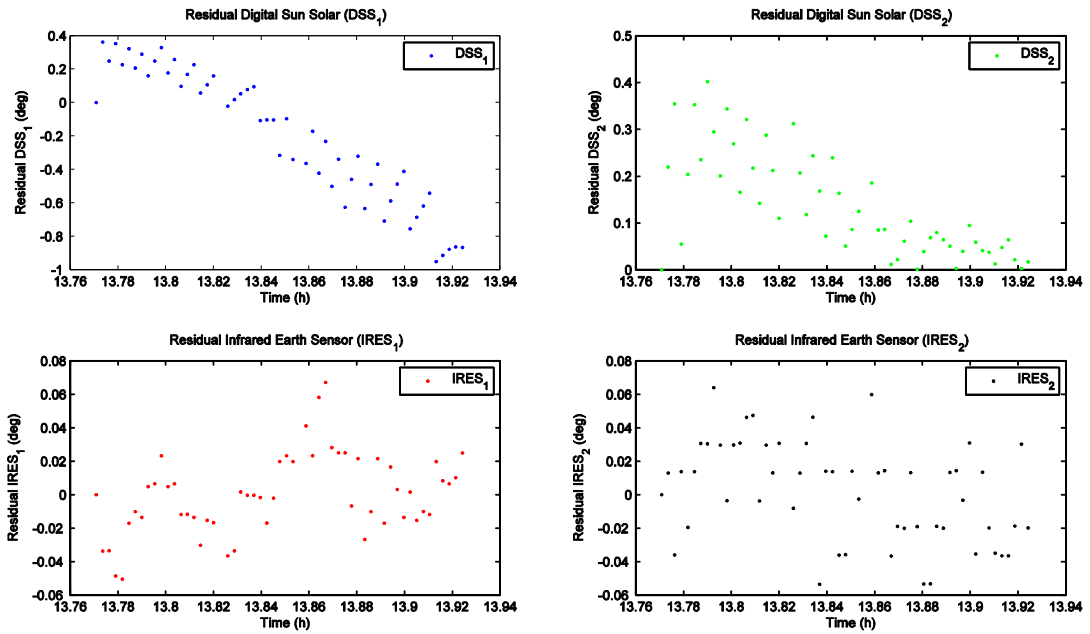 Residual Digital Sun Solar (DSS1)
0.4
0.2
0
-0.2
-0.4
-0.6
-0.8
-1
Residual DSS1 (deg)
DSS1
13.76 13.78 13.8 13.82 13.84 13.86 13.88 13.9 13.92 13.94
Time (h)
Residual Digital Sun Solar (DSS2)
0.5
0.4
0.3
0.2
0.1
0
Residual DSS2 (deg)
DSS2
13.76 13.78 13.8 13.82 13.84 13.86 13.88 13.9 13.92 13.94
Time (h)
Residual Infrared Earth Sensor (IRES1)
0.08
0.06
0.04
0.02
0
-0.02
-0.04
-0.06
Residual IRES1 (deg)
IRES1
13.76 13.78 13.8 13.82 13.84 13.86 13.88 13.9 13.92 13.94
Time (h)
Residual Infrared Earth Sensor (IRES2)
0.08
0.06
0.04
0.02
0
-0.02
-0.04
-0.06
Residual IRES2 (deg)
IRES2
13.76 13.78 13.8 13.82 13.84 13.86 13.88 13.9 13.92 13.94
Time (h)